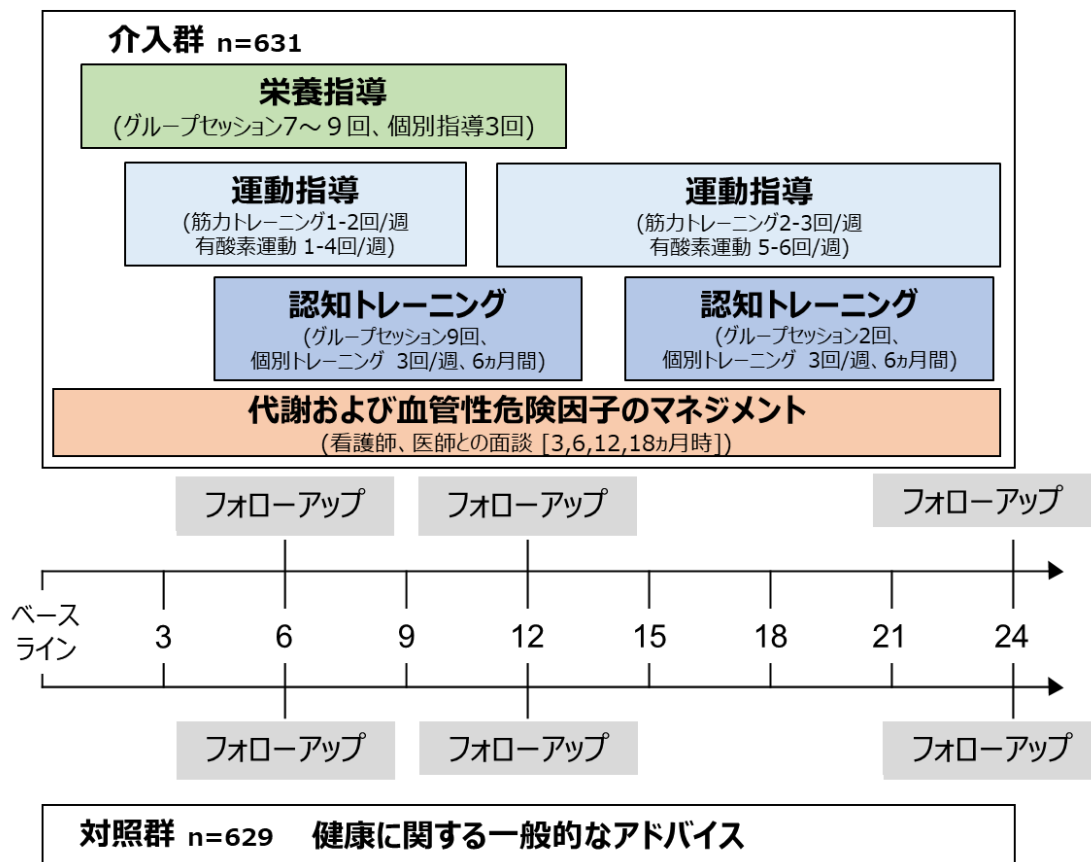 介入群 n=631
栄養指導
(グループセッション7～９回、個別指導3回)
運動指導
(筋力トレーニング1-2回/週
有酸素運動 1-4回/週)
運動指導
(筋力トレーニング2-3回/週
有酸素運動 5-6回/週)
認知トレーニング
(グループセッション9回、
個別トレーニング 3回/週、6ヵ月間)
認知トレーニング
(グループセッション2回、
個別トレーニング 3回/週、6ヵ月間)
代謝および血管性危険因子のマネジメント
(看護師、医師との面談 [3,6,12,18ヵ月時])
フォローアップ
フォローアップ
フォローアップ
ベース
ライン
3
6
9
12
15
18
21
24
フォローアップ
フォローアップ
フォローアップ
対照群 n=629 健康に関する一般的なアドバイス